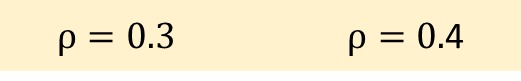 ρ = 0.3 ρ = 0.4